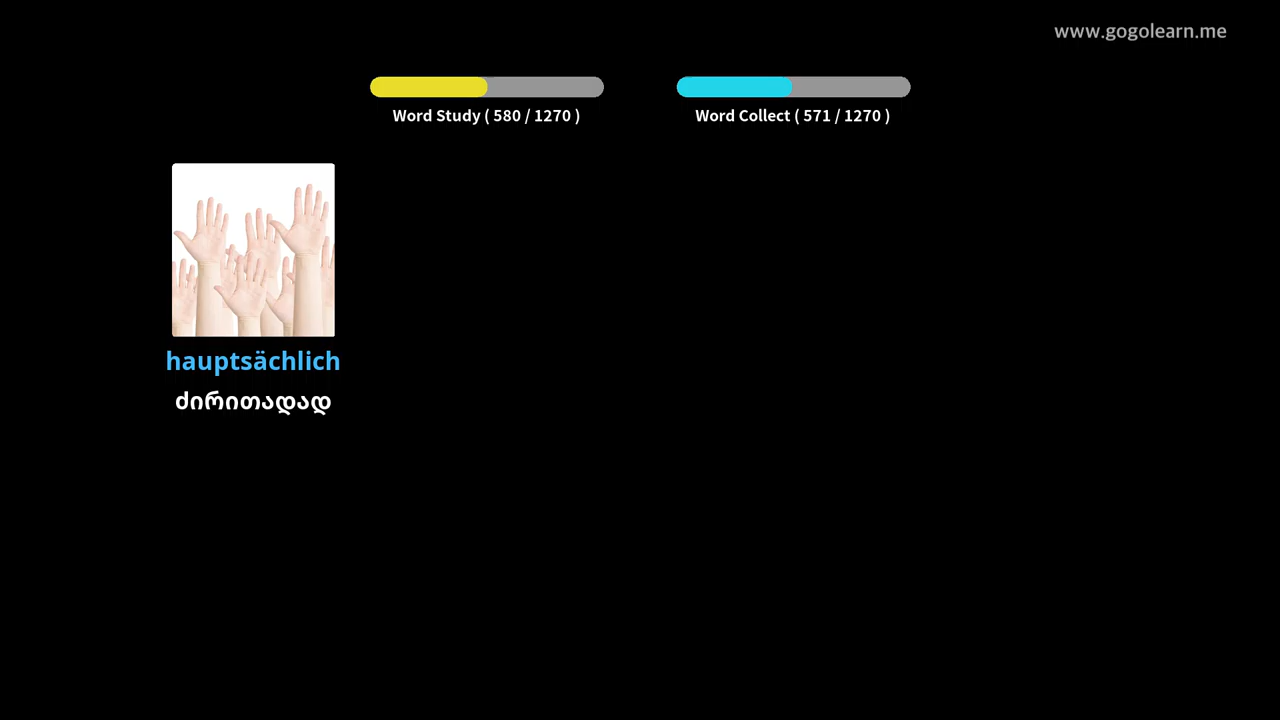 www.gogolearn.me
Word Study ( 580 / 1270 )
Word Collect ( 571 / 1270 )
hauptsächlich
ძირითადად